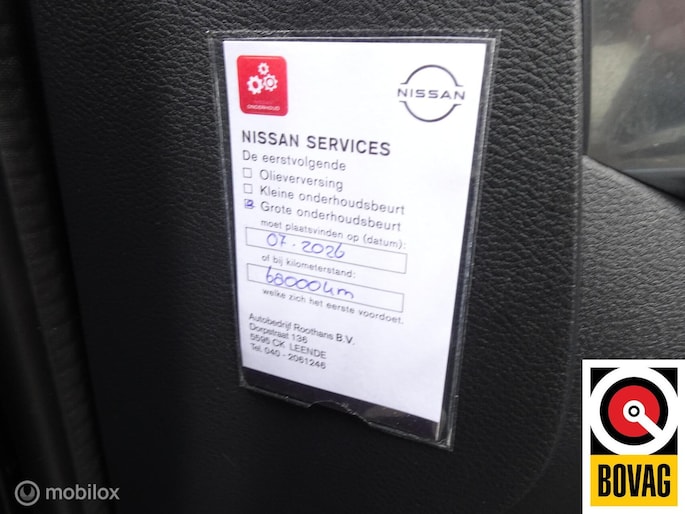 ONDERHOUD
NISSAN
NISSAN SERVICES
De eerstvolgende
Olieverversing
Kleine onderhoudsbeurt
Grote onderhoudsbeurt
moet plaatsvinden op (datum):
07-2026
of bij kilometerstand:
68000km
welke zich het eerste voordoet.
Autobedrijf Roothans B.V.
Dorpstraat 136
5595 CK LEENDE
Tel. 040 - 2061246
BOVAG
mobilox